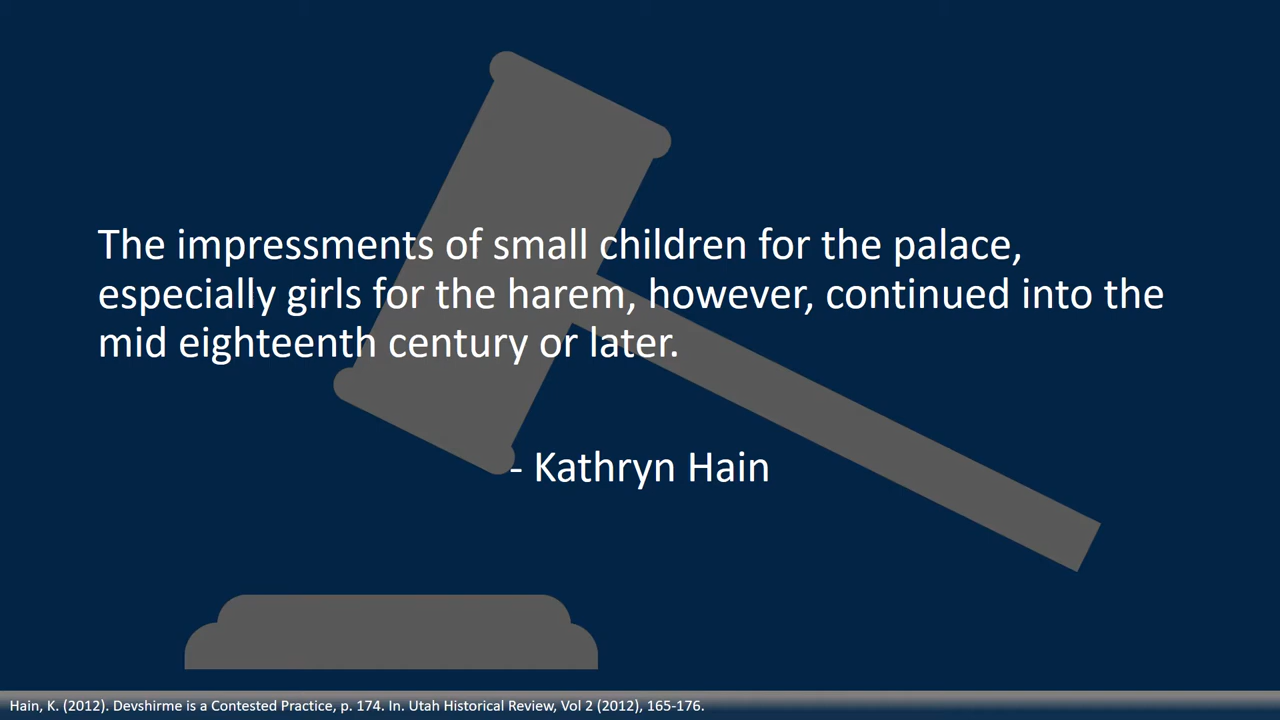 The impressments of small children for the palace,
especially girls for the harem, however, continued into the
mid eighteenth century or later.
- Kathryn Hain
Hain, K. (2012). Devshirme is a Contested Practice, p. 174. In. Utah Historical Review, Vol 2 (2012), 165-176.